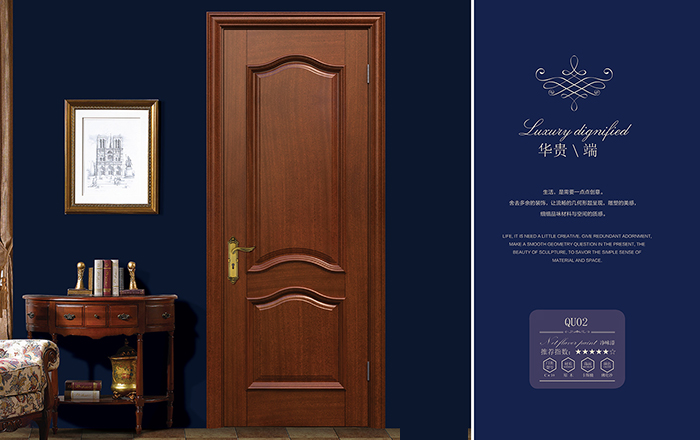 Luxury dignified
华贵 \ 端
生活，是需要一点点创意。
舍去多余的装饰，让流畅的几何形题呈现，雕塑的美感，
细细品味材料与空间的质感。
LIFE, IT IS NEED A LITTLE CREATIVE, GIVE REDUNDANT ADORNMENT,
MAKE A SMOOTH GEOMETRY QUESTION IN THE PRESENT, THE
BEAUTY OF SCULPTURE, TO SAVOR THE SIMPLE SENSE OF
MATERIAL AND SPACE.
QU02
Net flavor paint 净味漆
推荐指数：★★★★★☆